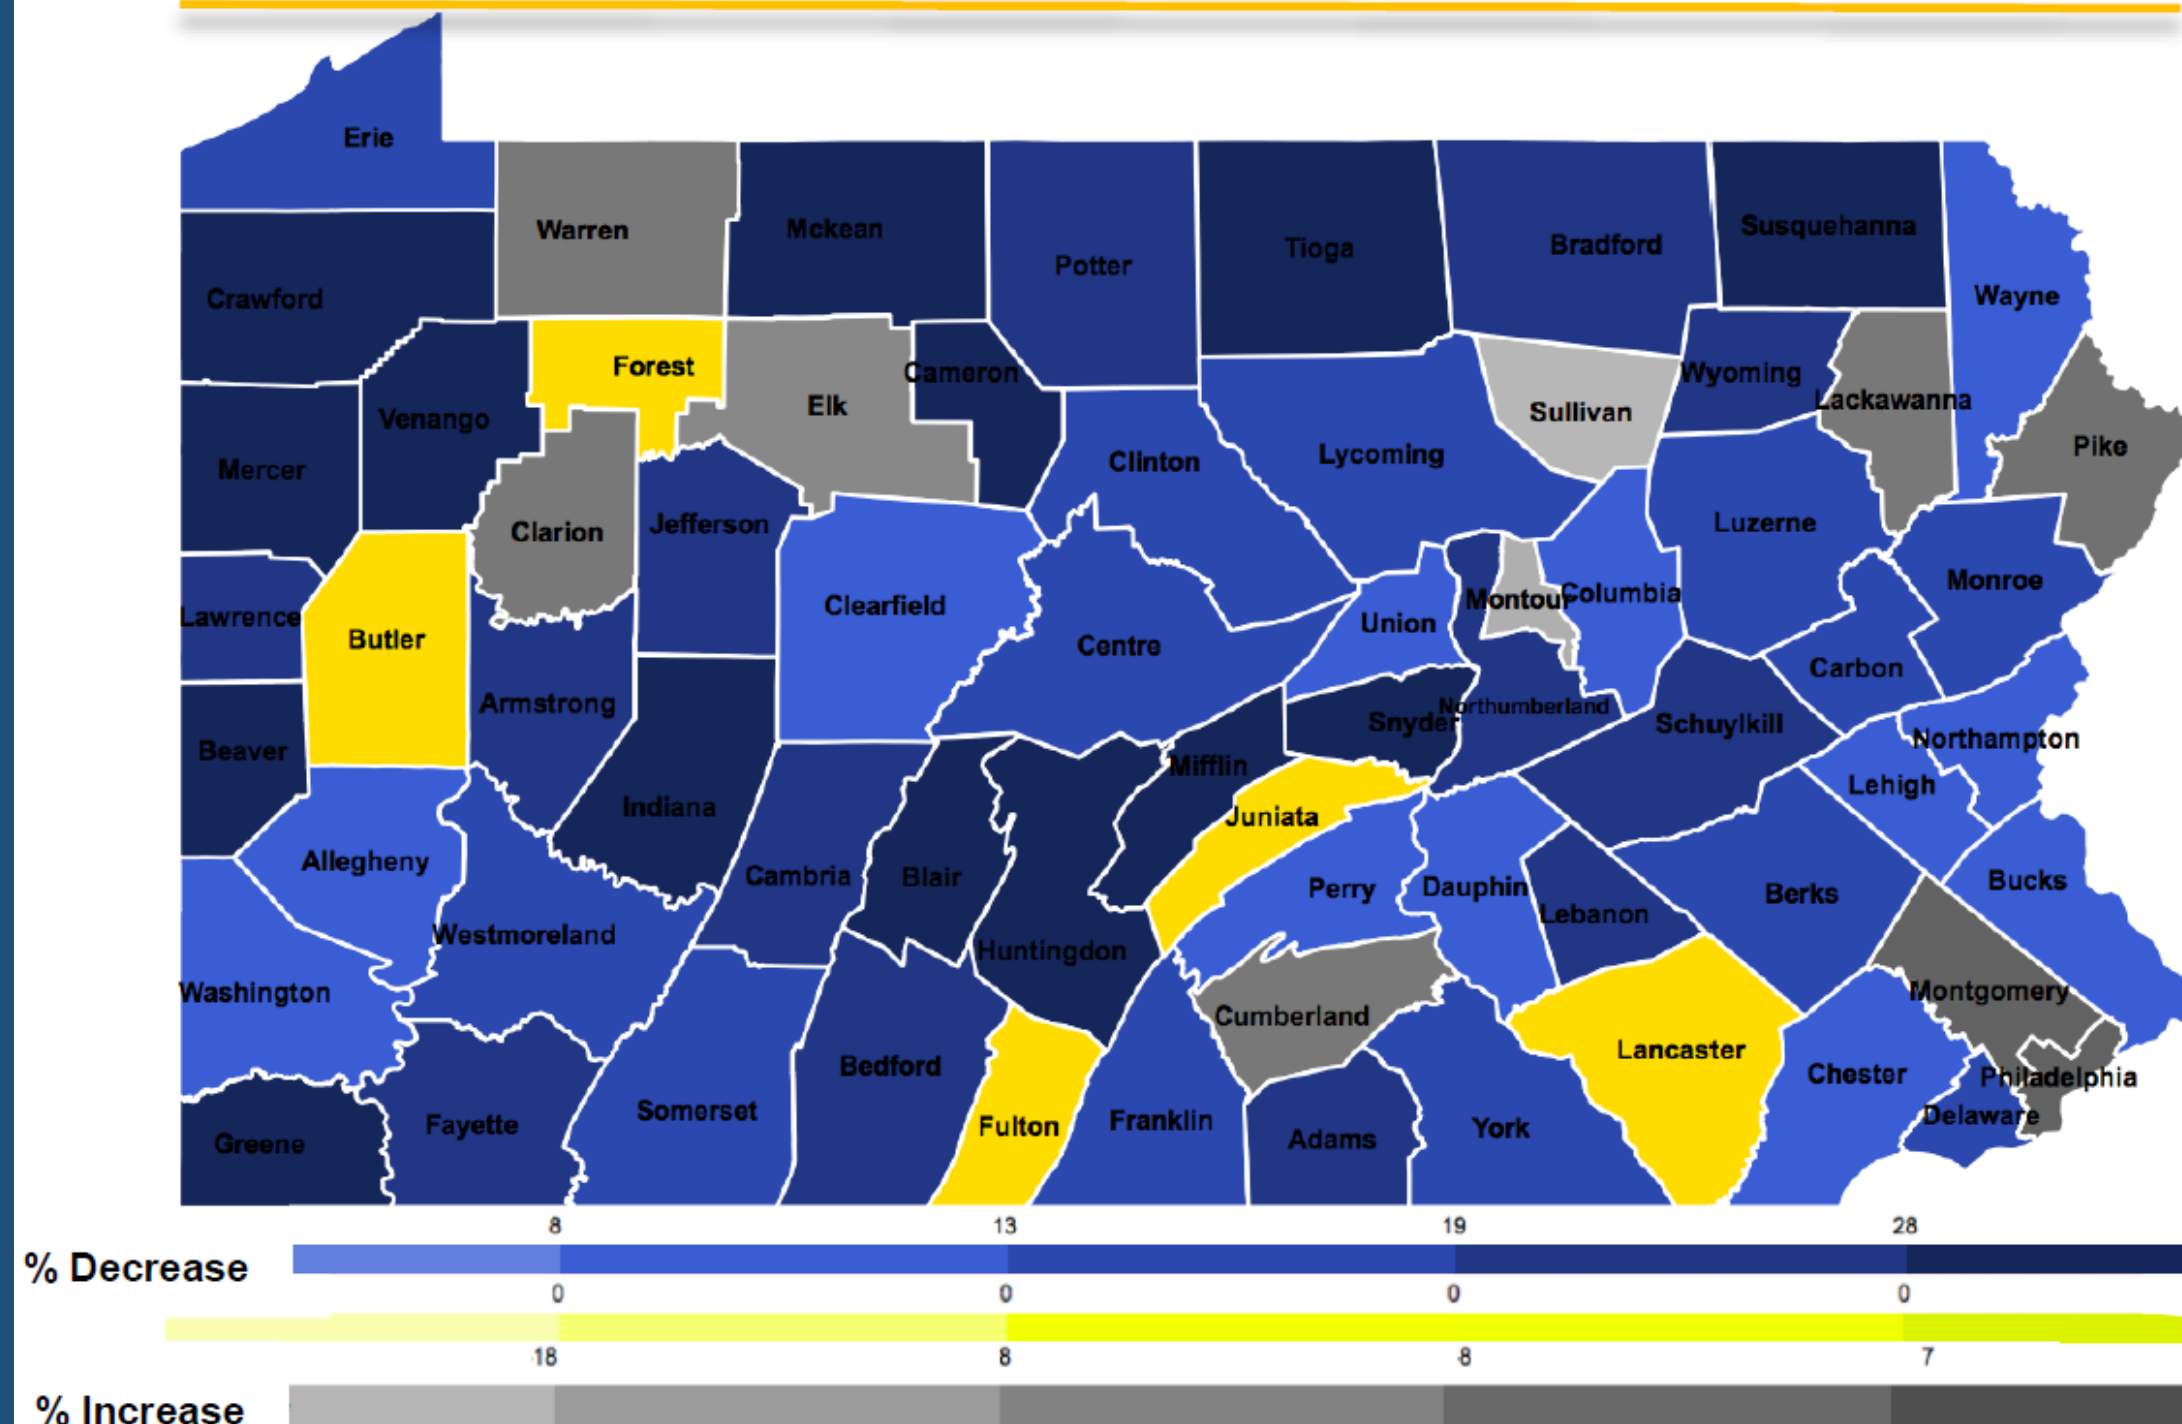 Erie
Warren
Mckean
Potter
Tioga
Bradford
Susquehanna
Wayne
Crawford
Forest
Elk
Cameron
Wyoming
Lackawanna
Sullivan
Pike
Venango
Mercer
Clinton
Lycoming
Clarion
Jefferson
Luzerne
Monroe
Lawrence
Butler
Clearfield
Centre
Union
Montour
Columbia
Carbon
Armstrong
Snyder
Northumberland
Schuylkill
Northampton
Beaver
Indiana
Mifflin
Juniata
Lehigh
Allegheny
Cambria
Blair
Perry
Dauphin
Lebanon
Berks
Bucks
Westmoreland
Huntingdon
Washington
Cumberland
Montgomery
Lancaster
Bedford
Chester
Philadelphia
Greene
Fayette
Somerset
Fulton
Franklin
Adams
York
Delaware
8 13 19 28
% Decrease
0 0 0 0
-18 8 -8 7
% Increase